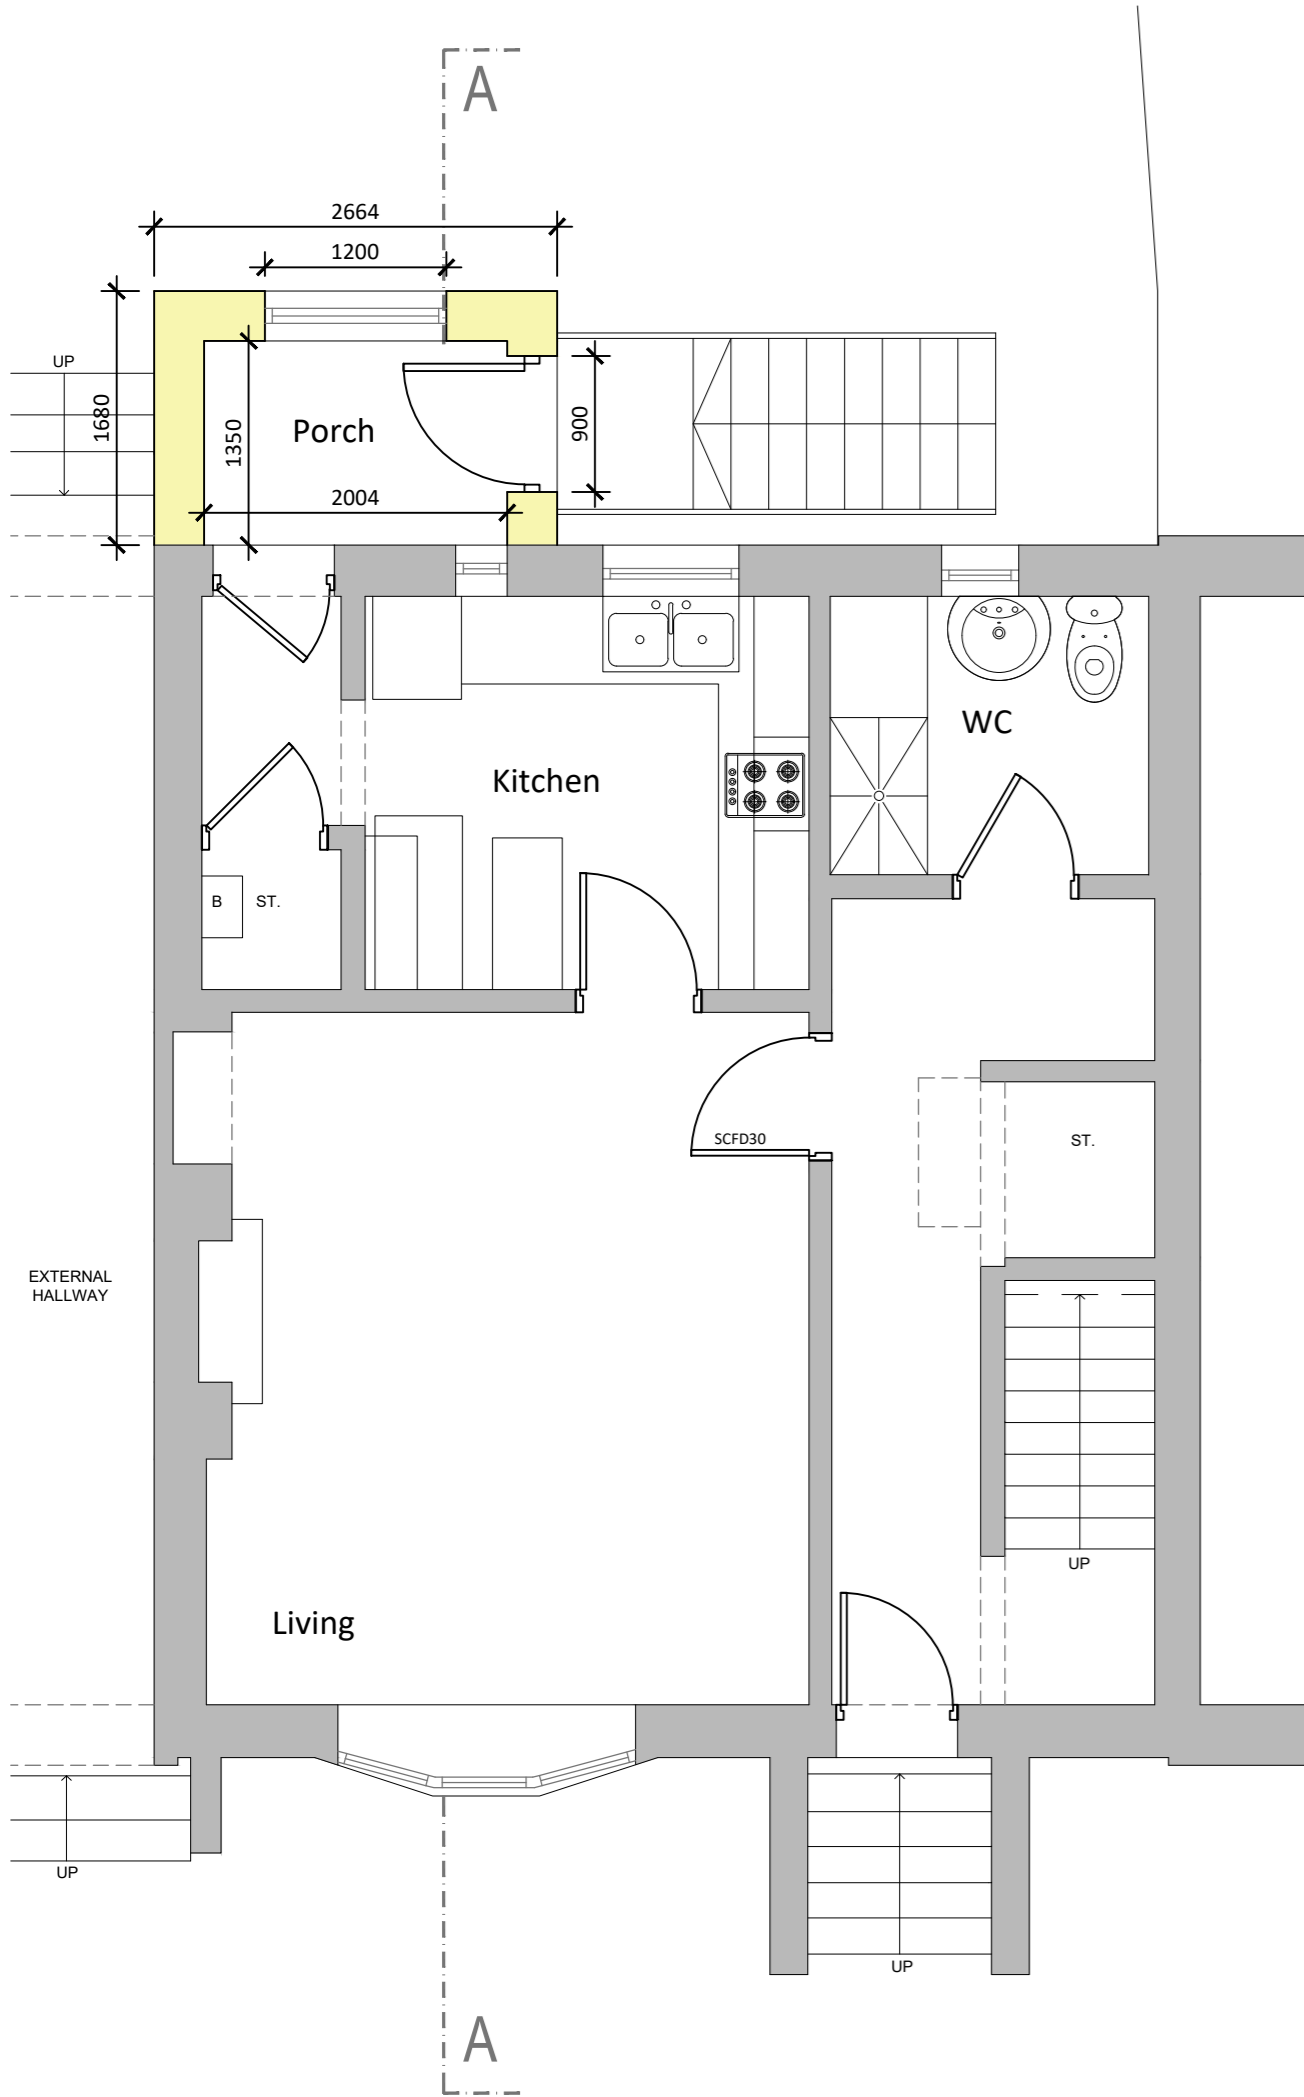 A
2664
1200
UP
1680
1350
Porch
900
2004
WC
Kitchen
B
ST.
SCFD30
ST.
EXTERNAL
HALLWAY
UP
Living
UP
UP
A